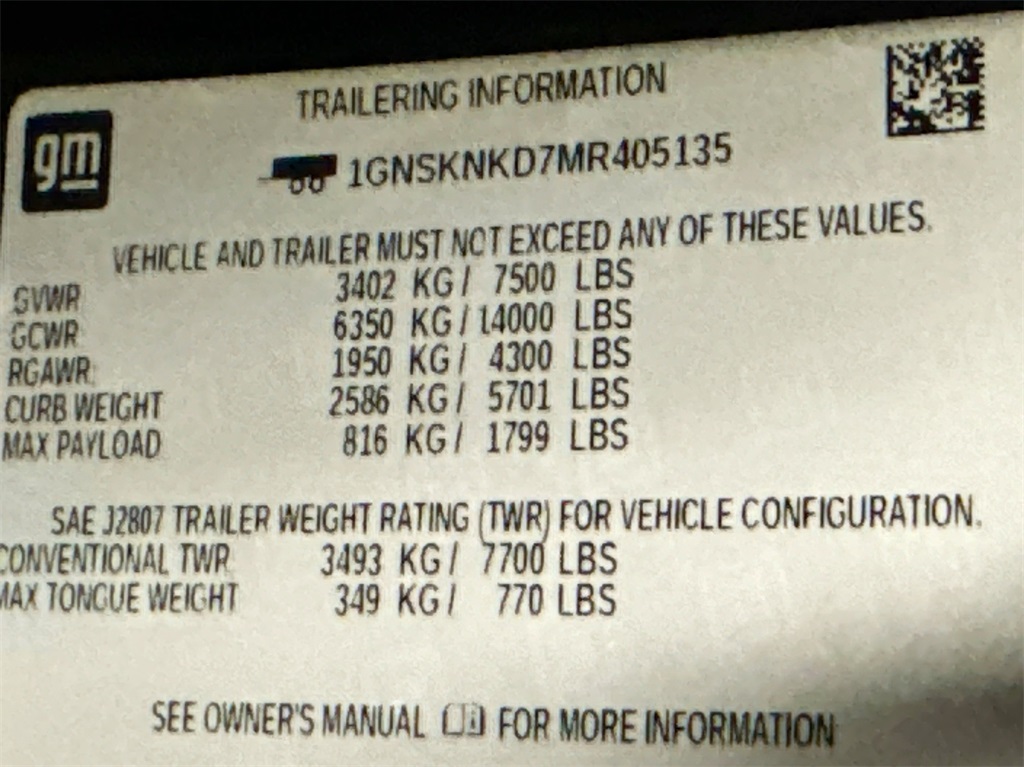 gm
TRAILERING INFORMATION
1GNSKNKD7MR405135
VEHICLE AND TRAILER MUST NOT EXCEED ANY OF THESE VALUES.
GVWR 3402 KG / 7500 LBS
GCWR 6350 KG / 14000 LBS
RGAWR 1950 KG / 4300 LBS
CURB WEIGHT 2586 KG / 5701 LBS
MAX PAYLOAD 816 KG / 1799 LBS
SAE J2807 TRAILER WEIGHT RATING (TWR) FOR VEHICLE CONFIGURATION.
CONVENTIONAL TWR 3493 KG / 7700 LBS
MAX TONGUE WEIGHT 349 KG / 770 LBS
SEE OWNER'S MANUAL FOR MORE INFORMATION